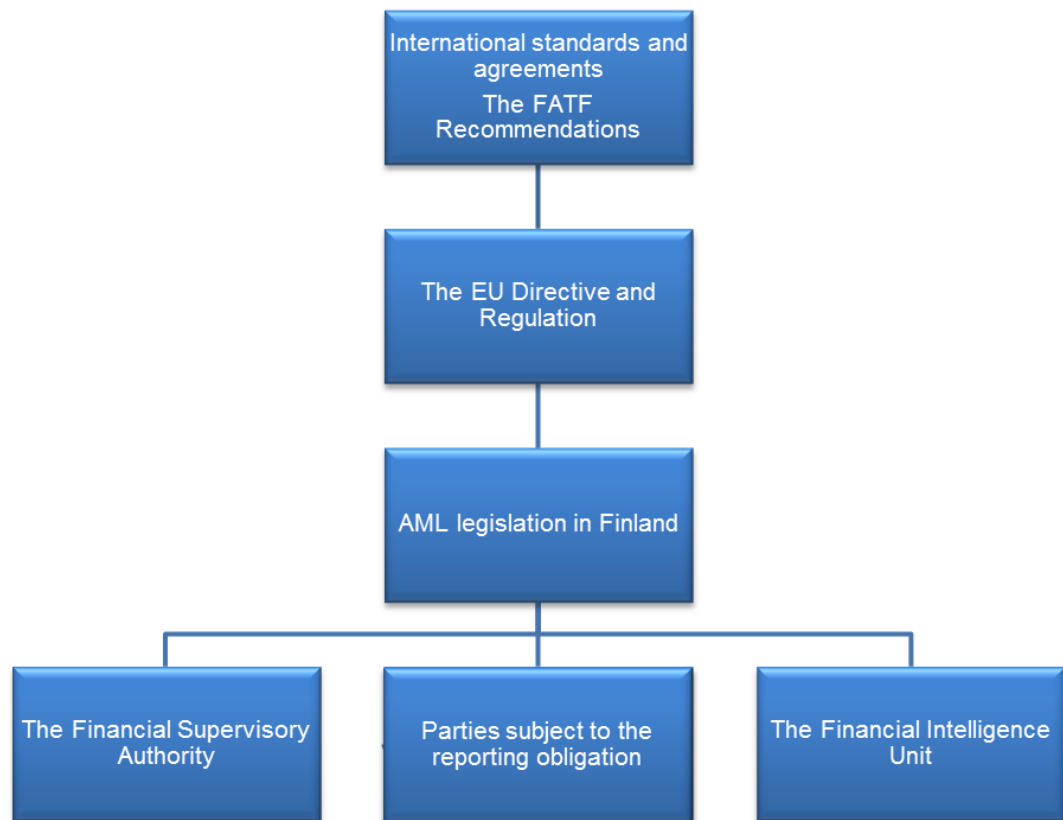 International standards and
agreements
The FATF
Recommendations
The EU Directive and
Regulation
AML legislation in Finland
The Financial Supervisory
Authority
Parties subject to the
reporting obligation
The Financial Intelligence
Unit